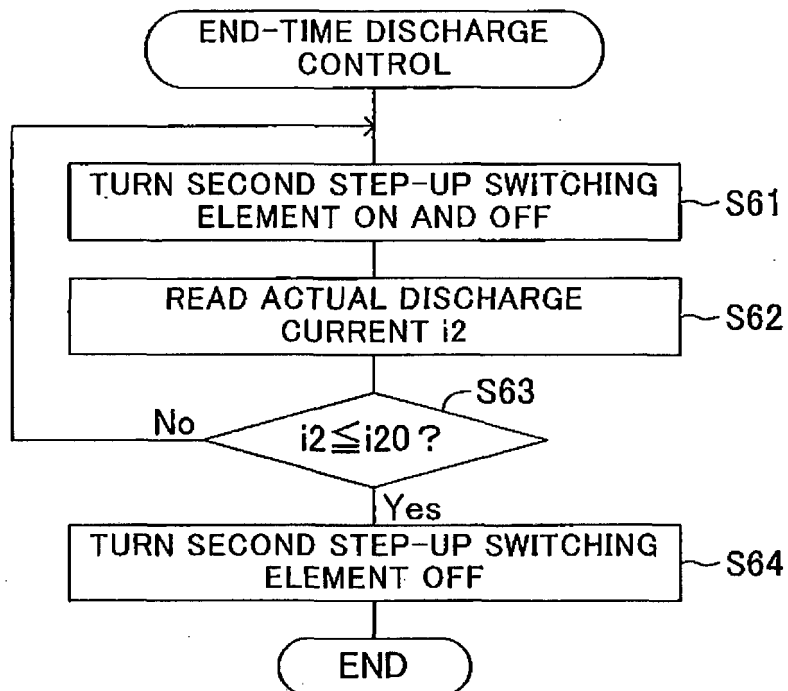 END-TIME DISCHARGE
CONTROL
TURN SECOND STEP-UP SWITCHING
ELEMENT ON AND OFF
S61
READ ACTUAL DISCHARGE
CURRENT i2
S62
S63
No
i2≦i20?
Yes
TURN SECOND STEP-UP SWITCHING
ELEMENT OFF
S64
END